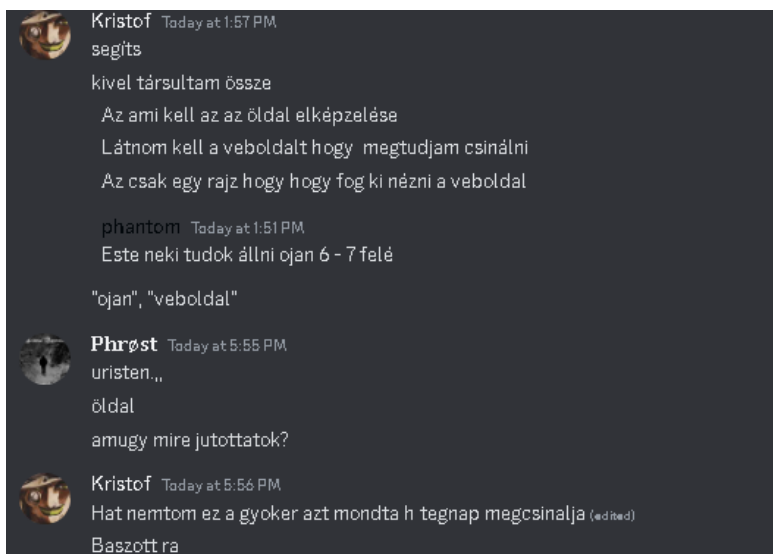 Kristof Today at 1:57 PM
segíts
kivel társultam össze
Az ami kell az az öldal elképzelése
Látnom kell a veboldalt hogy megtudjam csinálni
Az csak egy rajz hogy hogy fog ki nézni a veboldal
phantom Today at 1:51 PM
Este neki tudok állni ojan 6 - 7 felé
"ojan", "veboldal"
Phrøst Today at 5:55 PM
uristen.,,
öldal
amugy mire jutottatok?
Kristof Today at 5:56 PM
Hat nemtom ez a gyoker azt mondta h tegnap megcsinalja (edited)
Baszott ra